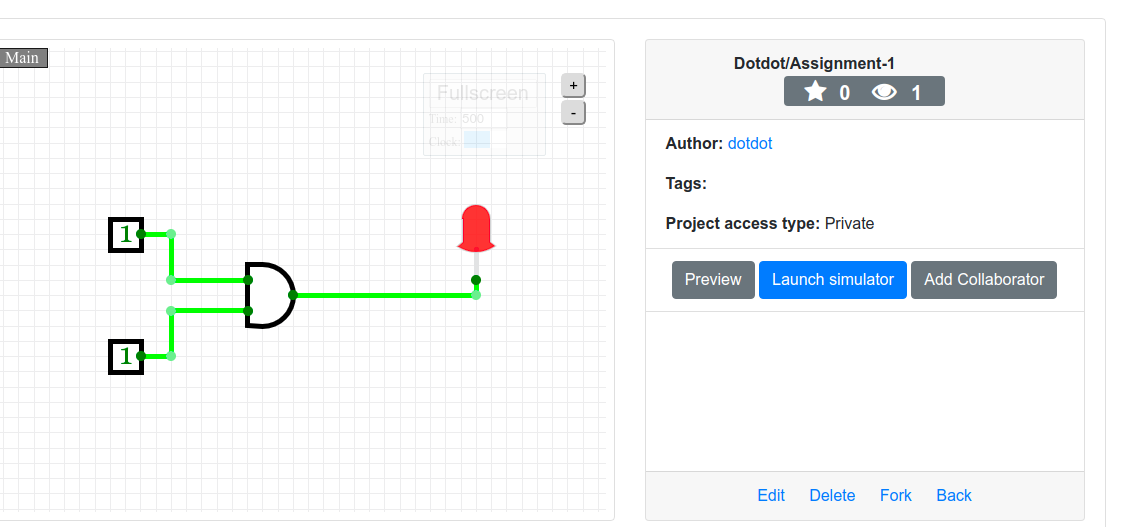 Main
Fullscreen
Time: 500
Clock:
+
-
1
1
Dotdot/Assignment-1
0 1
Author: dotdot
Tags:
Project access type: Private
Preview Launch simulator Add Collaborator
Edit Delete Fork Back